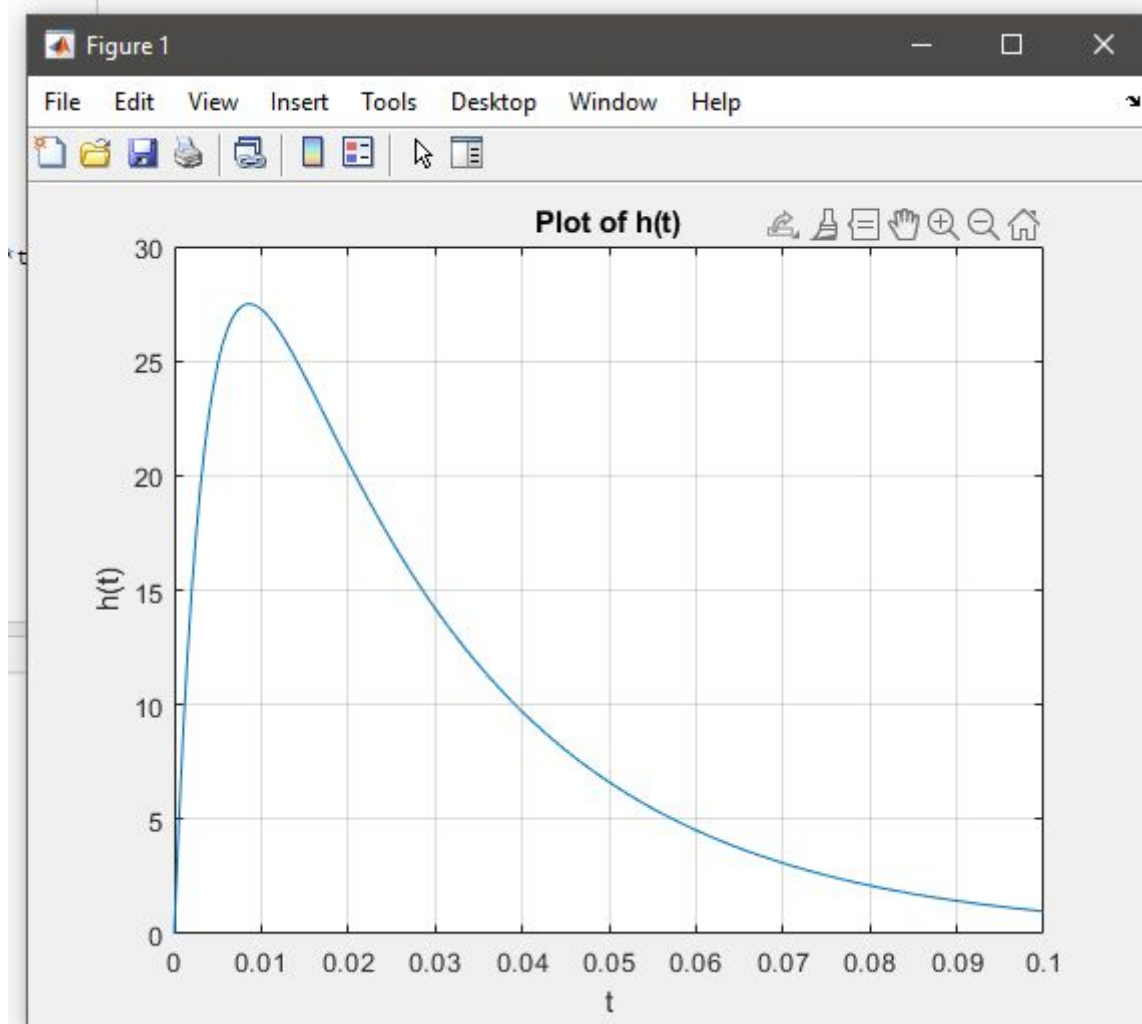 Figure 1
File Edit View Insert Tools Desktop Window Help
Plot of h(t)
*t
30
25
20
15
10
5
0
h(t)
0 0.01 0.02 0.03 0.04 0.05 0.06 0.07 0.08 0.09 0.1
t